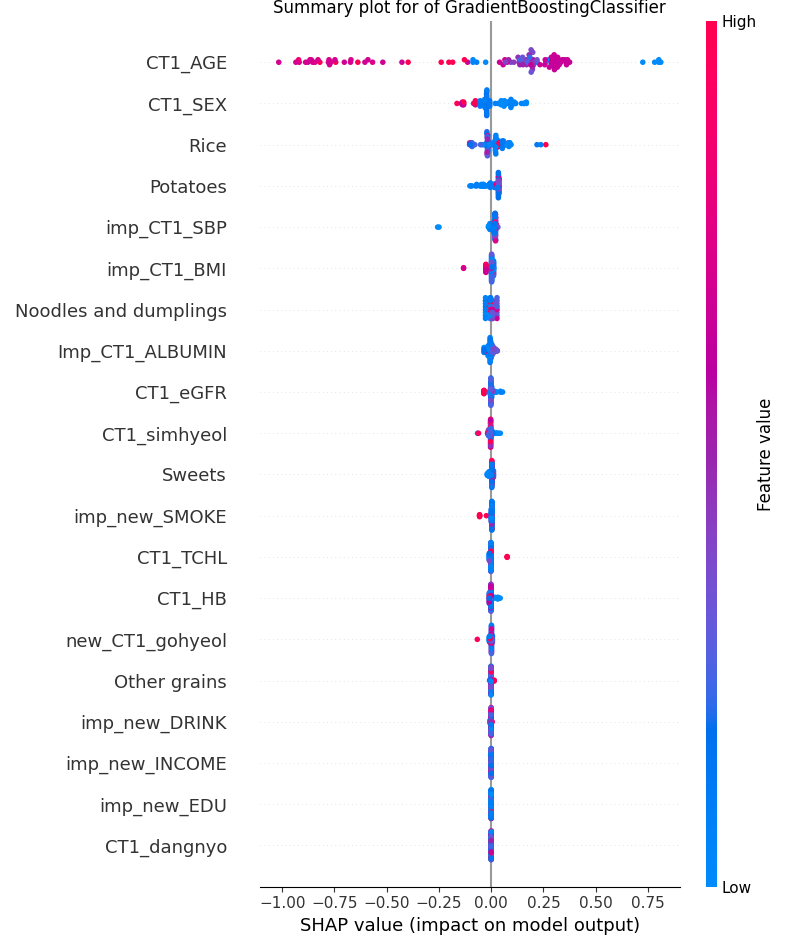 Summary plot for of GradientBoostingClassifier
High
CT1_AGE
CT1_SEX
Rice
Potatoes
imp_CT1_SBP
imp_CT1_BMI
Noodles and dumplings
Imp_CT1_ALBUMIN
CT1_eGFR
CT1_simhyeol
Sweets
imp_new_SMOKE
CT1_TCHL
CT1_HB
new_CT1_gohyeol
Other grains
imp_new_DRINK
imp_new_INCOME
imp_new_EDU
CT1_dangnyo
Feature value
Low
−1.00 −0.75 −0.50 −0.25 0.00 0.25 0.50 0.75
SHAP value (impact on model output)